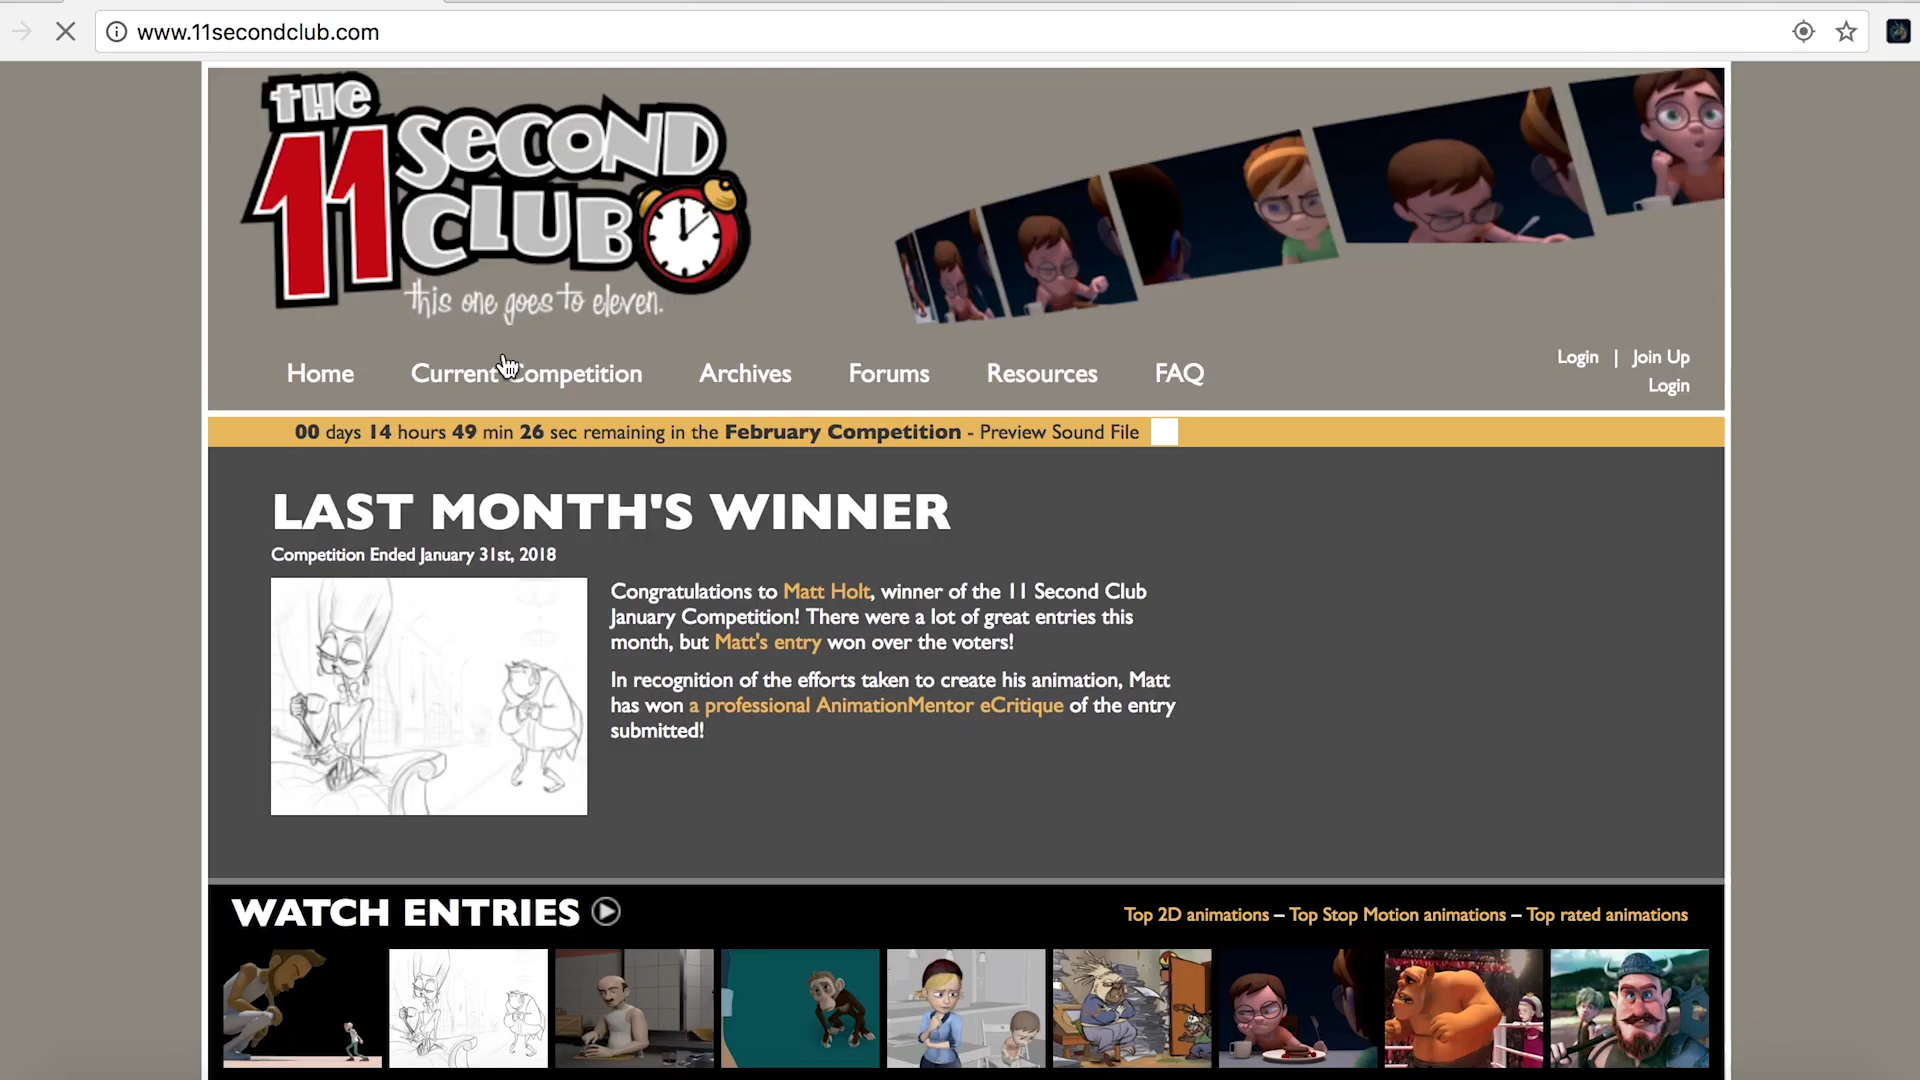 www.11secondclub.com
the
11 SECOND
CLUB
this one goes to eleven.
Home Current Competition Archives Forums Resources FAQ
Login | Join Up
Login
00 days 14 hours 49 min 26 sec remaining in the February Competition - Preview Sound File
LAST MONTH'S WINNER
Competition Ended January 31st, 2018
Congratulations to Matt Holt, winner of the 11 Second Club
January Competition! There were a lot of great entries this
month, but Matt's entry won over the voters!
In recognition of the efforts taken to create his animation, Matt
has won a professional AnimationMentor eCritique of the entry
submitted!
WATCH ENTRIES
Top 2D animations – Top Stop Motion animations – Top rated animations